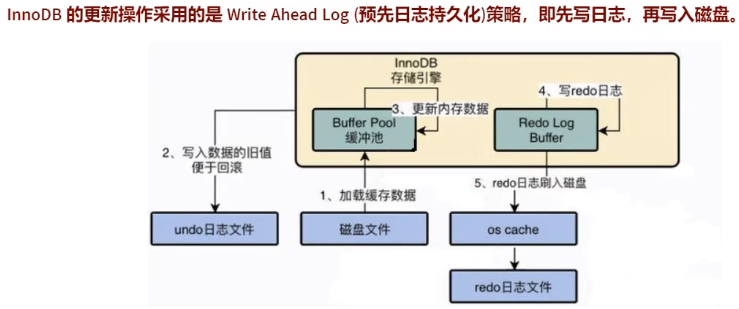 InnoDB 的更新操作采用的是 Write Ahead Log (预先日志持久化)策略，即先写日志，再写入磁盘。
InnoDB
存储引擎
4、写redo日志
3、更新内存数据
Buffer Pool
缓冲池
Redo Log
Buffer
2、写入数据的旧值
便于回滚
1、加载缓存数据
5、redo日志刷入磁盘
undo日志文件
磁盘文件
os cache
redo日志文件